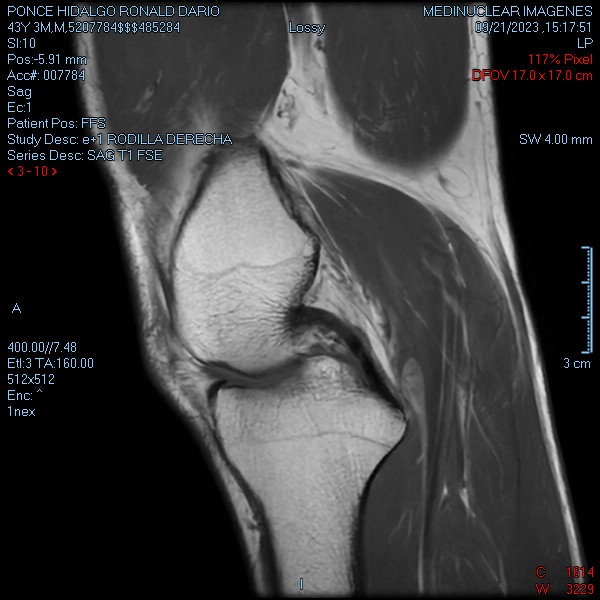 PONCE HIDALGO RONALD DARIO
43Y 3M,M,5207784$$$485284
Sl:10
Pos:-5.91 mm
Acc#: 007784
Sag
Ec:1
Patient Pos: FFS
Study Desc: e+1 RODILLA DERECHA
Series Desc: SAG T1 FSE
< 3 - 10 >
Lossy
MEDINUCLEAR IMAGENES
09/21/2023 ,15:17:51
LP
117% Pixel
DFOV 17.0 x 17.0 cm
SW 4.00 mm
A
3 cm
400.00//7.48
Etl:3 TA:160.00
512x512
Enc: ^
1nex
I
C 1614
W 3229